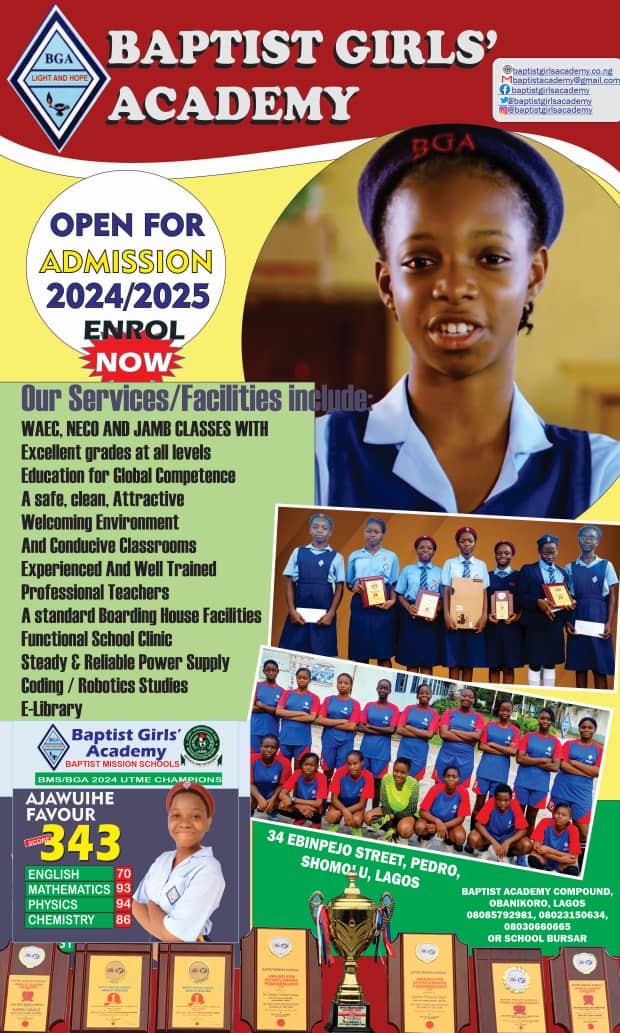 BGA
LIGHT AND HOPE
BAPTIST GIRLS'
ACADEMY
baptistgirlsacademy.co.ng
baptistacademy@gmail.com
baptistgirlsacademy
@baptistgirlsacademy
@baptistgirlsacademy
BGA
OPEN FOR
ADMISSION
2024/2025
ENROL
NOW
Our Services/Facilities include:
WAEC, NECO AND JAMB CLASSES WITH
Excellent grades at all levels
Education for Global Competence
A safe, clean, Attractive
Welcoming Environment
And Conducive Classrooms
Experienced And Well Trained
Professional Teachers
A standard Boarding House Facilities
Functional School Clinic
Steady & Reliable Power Supply
Coding / Robotics Studies
E-Library
Baptist Girls'
Academy
BAPTIST MISSION SCHOOLS
BMS/BGA 2024 UTME CHAMPIONS
AJAWUIHE
FAVOUR
SCORE
343
ENGLISH 70
MATHEMATICS 93
PHYSICS 94
CHEMISTRY 86
34 EBINPEJO STREET, PEDRO,
SHOMOLU, LAGOS
BAPTIST ACADEMY COMPOUND,
OBANIKORO, LAGOS
08085792981, 08023150634,
08030660665
OR SCHOOL BURSAR